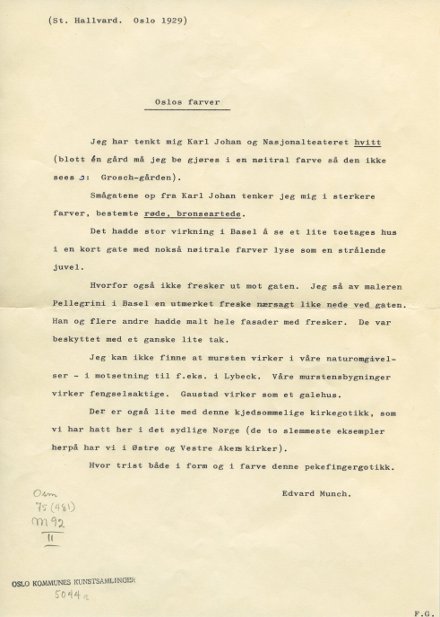 (St. Hallvard. Oslo 1929)
Oslos farver
Jeg har tenkt mig Karl Johan og Nasjonalteateret hvitt
(blott én gård må jeg be gjøres i en nøitral farve så den ikke
sees ɔ: Grosch-gården).
Smågatene op fra Karl Johan tenker jeg mig i sterkere
farver, bestemte røde, bronseartede.
Det hadde stor virkning i Basel å se et lite toetages hus
i en kort gate med nokså nøitrale farver lyse som en strålende
juvel.
Hvorfor også ikke fresker ut mot gaten. Jeg så av maleren
Pellegrini i Basel en utmerket freske nærsagt like nede ved gaten.
Han og flere andre hadde malt hele fasader med fresker. De var
beskyttet med et ganske lite tak.
Jeg kan ikke finne at mursten virker i våre naturomgivel-
ser - i motsetning til f.eks. i Lybeck. Våre murstensbygninger
virker fengselsaktige. Gaustad virker som et galehus.
Der er også lite med denne kjedsommelige kirkegotikk, som
vi har hatt her i det sydlige Norge (de to slemmeste eksempler
herpå har vi i Østre og Vestre Akers kirker).
Hvor trist både i form og i farve denne pekefingergotikk.
Edvard Munch.
75 (481)
M 92
II
OSLO KOMMUNES KUNSTSAMLINGER
5044
F.G.